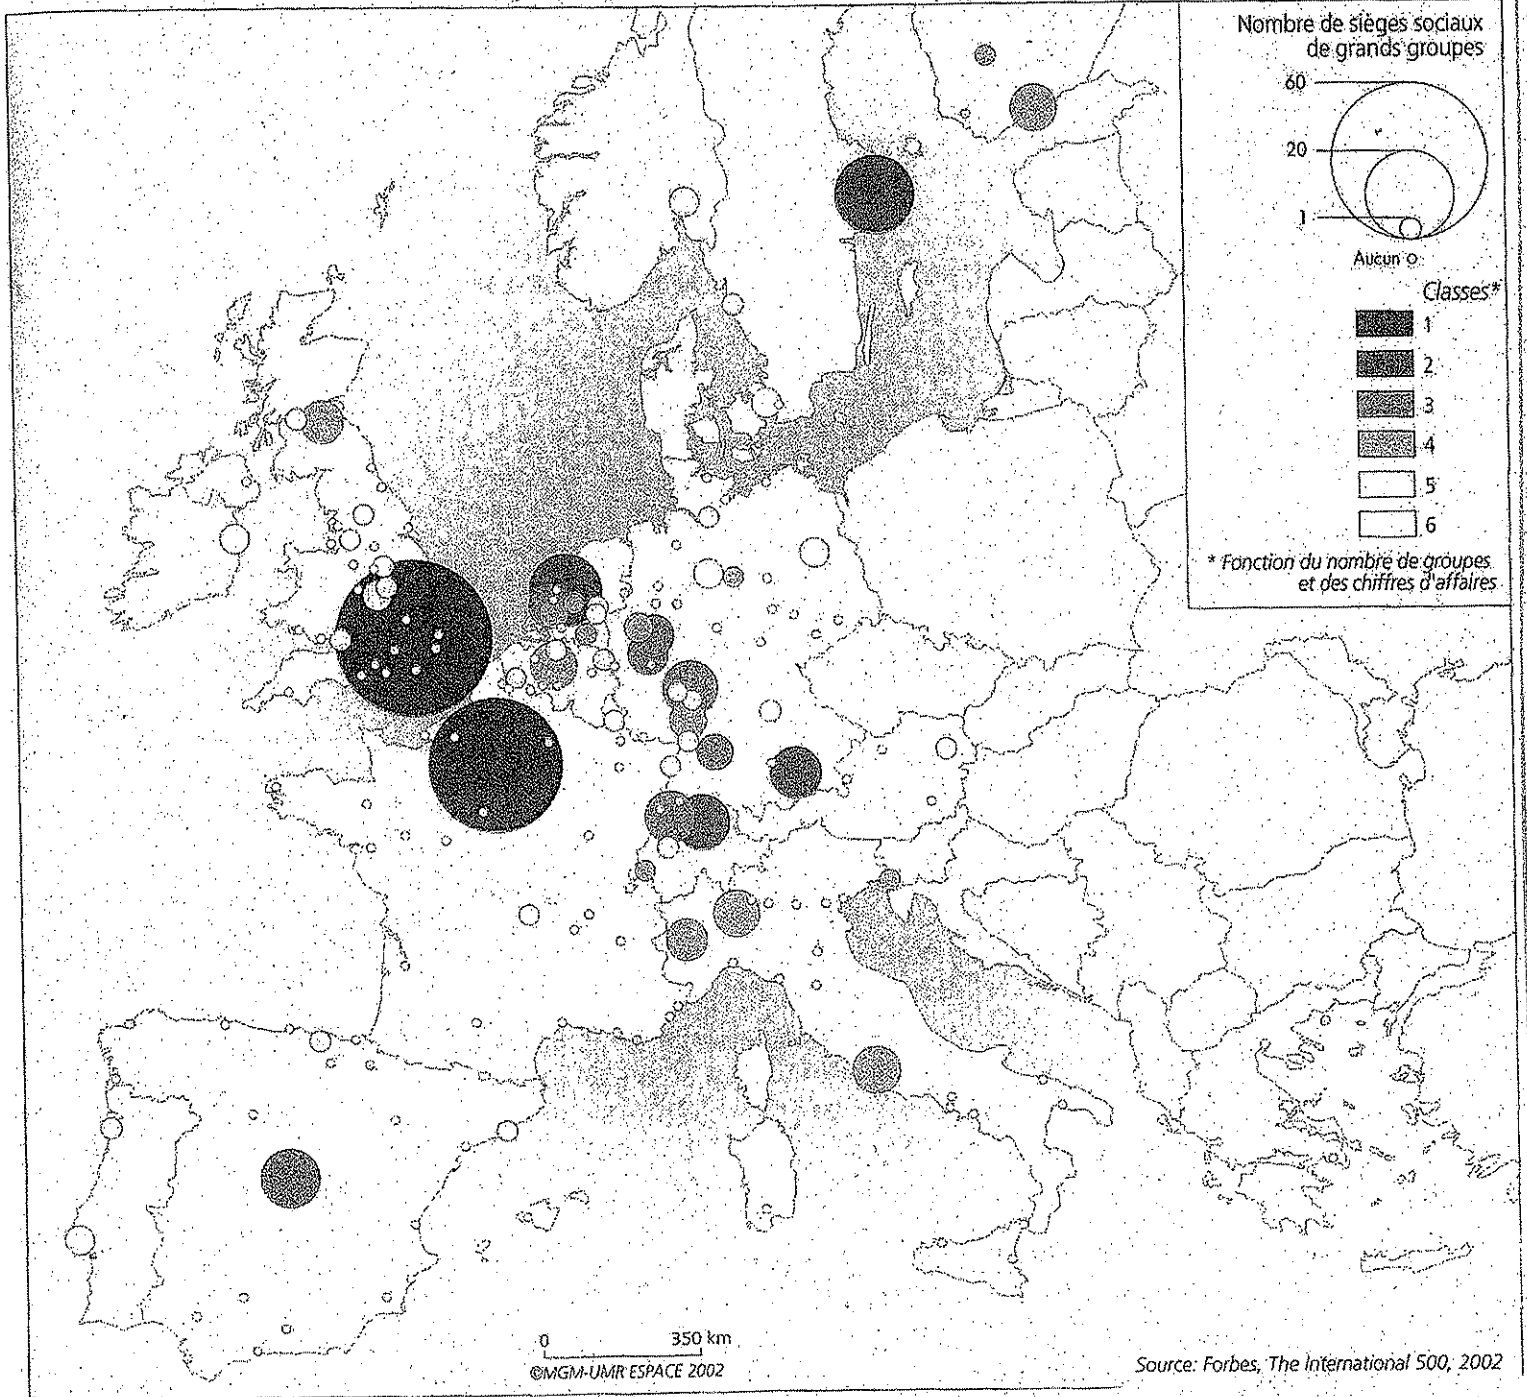 Nombre de sièges sociaux
de grands groupes
60
20
1
Aucun
Classes*
1
2
3
4
5
6
* Fonction du nombre de groupes
et des chiffres d'affaires
0 350 km
©MGM-UMR ESPACE 2002
Source: Forbes, The International 500, 2002